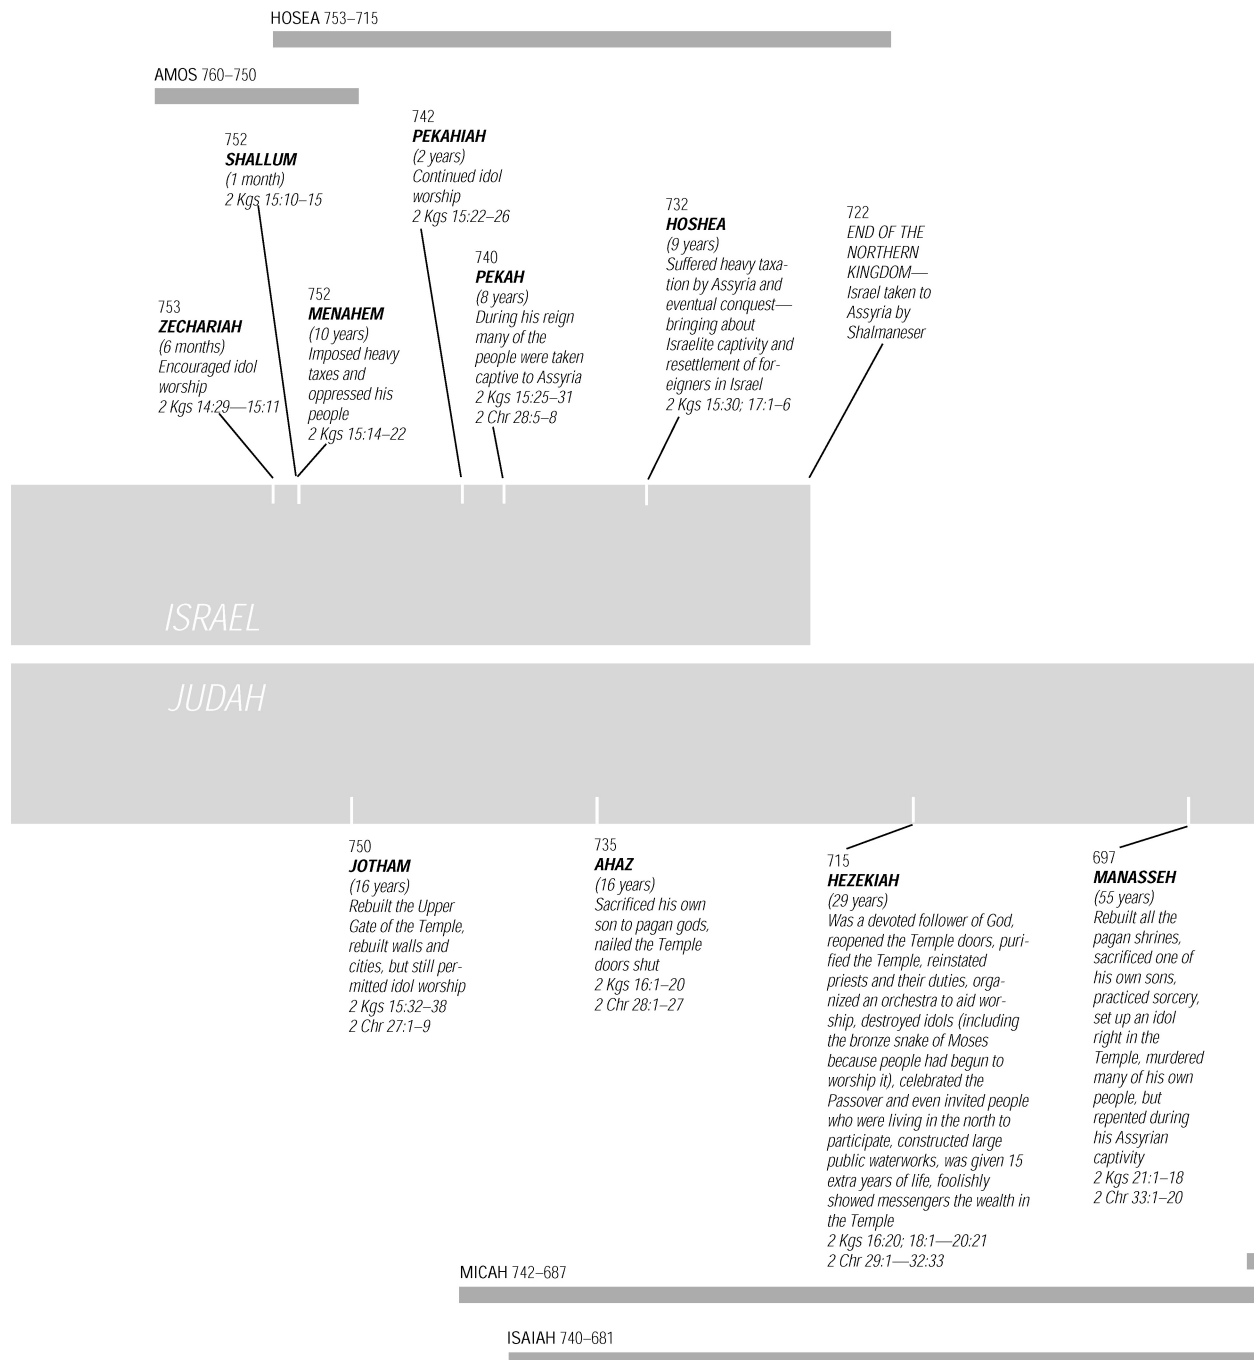 HOSEA 753–715
AMOS 760–750
752
SHALLUM
(1 month)
2 Kgs 15:10–15
742
PEKAHIAH
(2 years)
Continued idol
worship
2 Kgs 15:22–26
753
ZECHARIAH
(6 months)
Encouraged idol
worship
2 Kgs 14:29—15:11
752
MENAHEM
(10 years)
Imposed heavy
taxes and
oppressed his
people
2 Kgs 15:14–22
740
PEKAH
(8 years)
During his reign
many of the
people were taken
captive to Assyria
2 Kgs 15:25–31
2 Chr 28:5–8
732
HOSHEA
(9 years)
Suffered heavy taxa-
tion by Assyria and
eventual conquest—
bringing about
Israelite captivity and
resettlement of for-
eigners in Israel
2 Kgs 15:30; 17:1–6
722
END OF THE
NORTHERN
KINGDOM—
Israel taken to
Assyria by
Shalmaneser
ISRAEL
JUDAH
750
JOTHAM
(16 years)
Rebuilt the Upper
Gate of the Temple,
rebuilt walls and
cities, but still per-
mitted idol worship
2 Kgs 15:32–38
2 Chr 27:1–9
735
AHAZ
(16 years)
Sacrificed his own
son to pagan gods,
nailed the Temple
doors shut
2 Kgs 16:1–20
2 Chr 28:1–27
715
HEZEKIAH
(29 years)
Was a devoted follower of God,
reopened the Temple doors, puri-
fied the Temple, reinstated
priests and their duties, orga-
nized an orchestra to aid wor-
ship, destroyed idols (including
the bronze snake of Moses
because people had begun to
worship it), celebrated the
Passover and even invited people
who were living in the north to
participate, constructed large
public waterworks, was given 15
extra years of life, foolishly
showed messengers the wealth in
the Temple
2 Kgs 16:20; 18:1—20:21
2 Chr 29:1—32:33
697
MANASSEH
(55 years)
Rebuilt all the
pagan shrines,
sacrificed one of
his own sons,
practiced sorcery,
set up an idol
right in the
Temple, murdered
many of his own
people, but
repented during
his Assyrian
captivity
2 Kgs 21:1–18
2 Chr 33:1–20
MICAH 742–687
ISAIAH 740–681